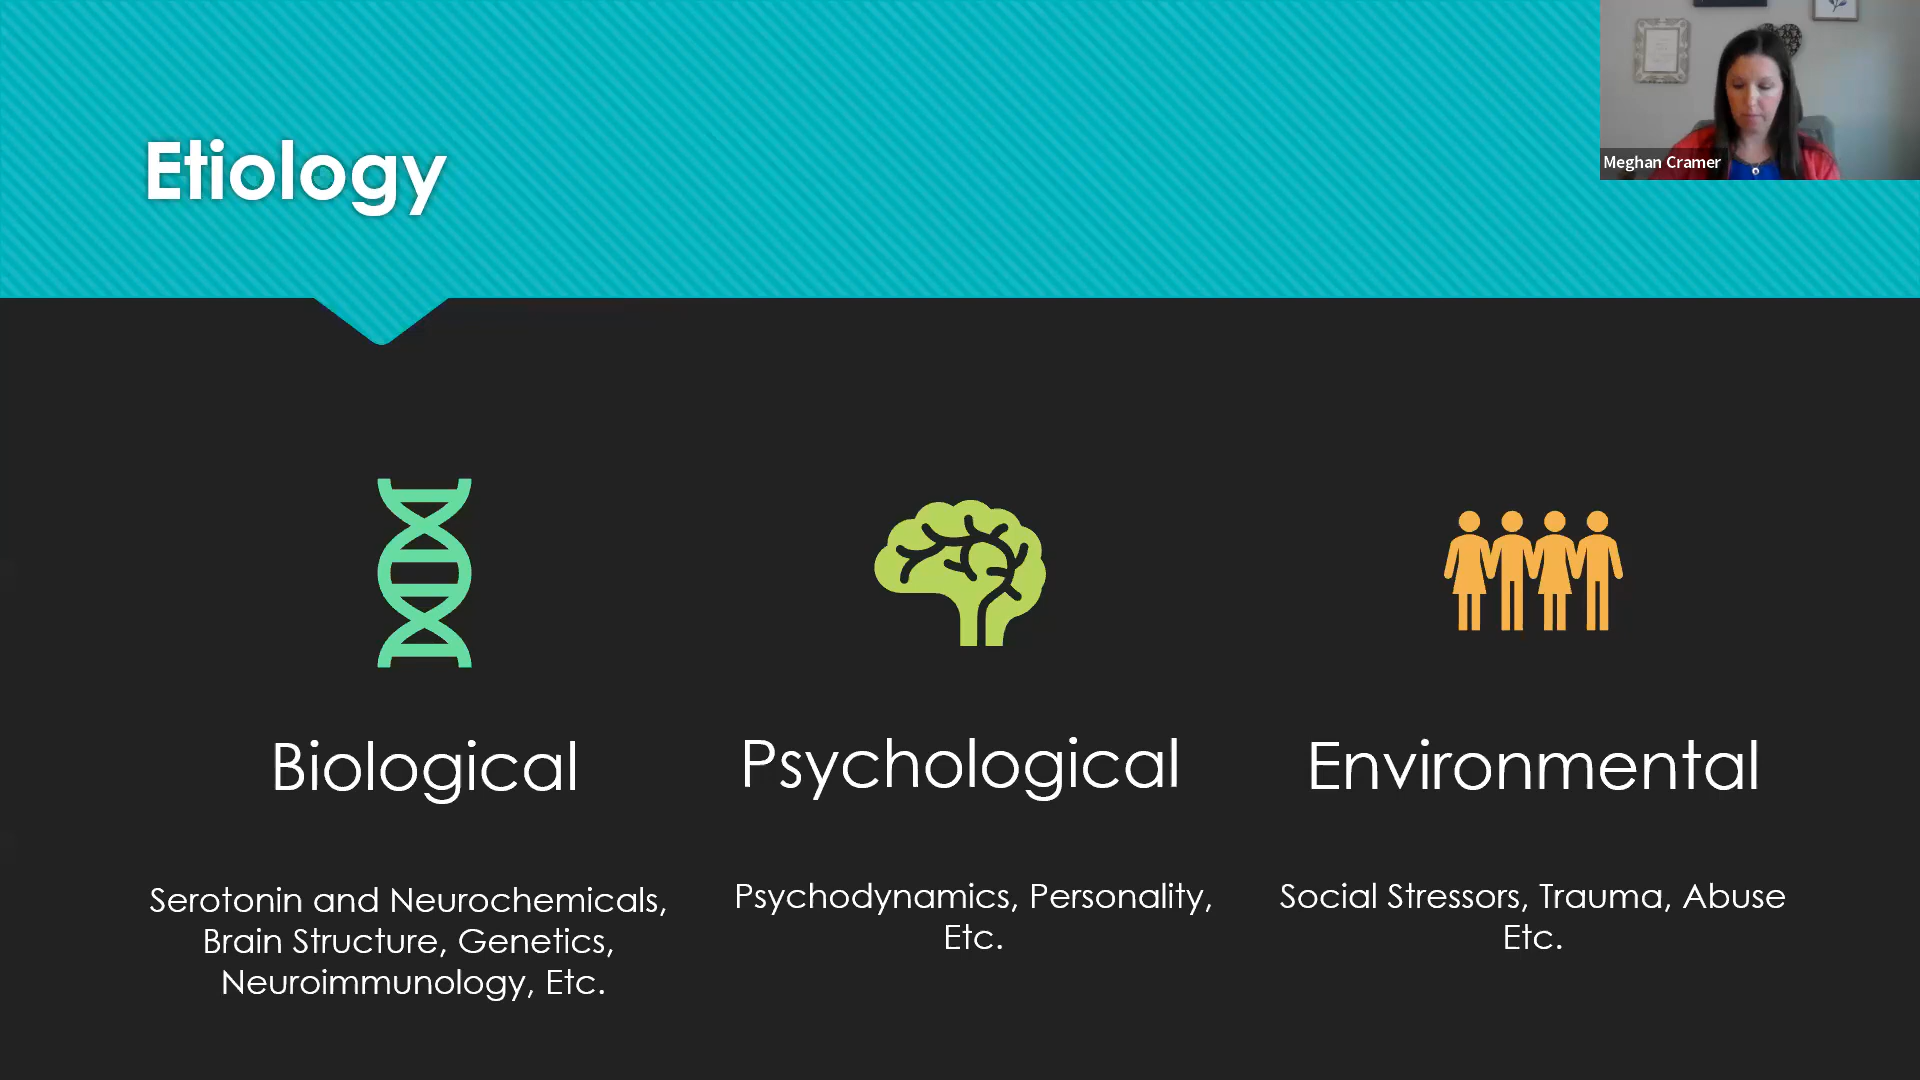 Etiology
Meghan Cramer
Biological
Serotonin and Neurochemicals,
Brain Structure, Genetics,
Neuroimmunology, Etc.
Psychological
Psychodynamics, Personality,
Etc.
Environmental
Social Stressors, Trauma, Abuse
Etc.